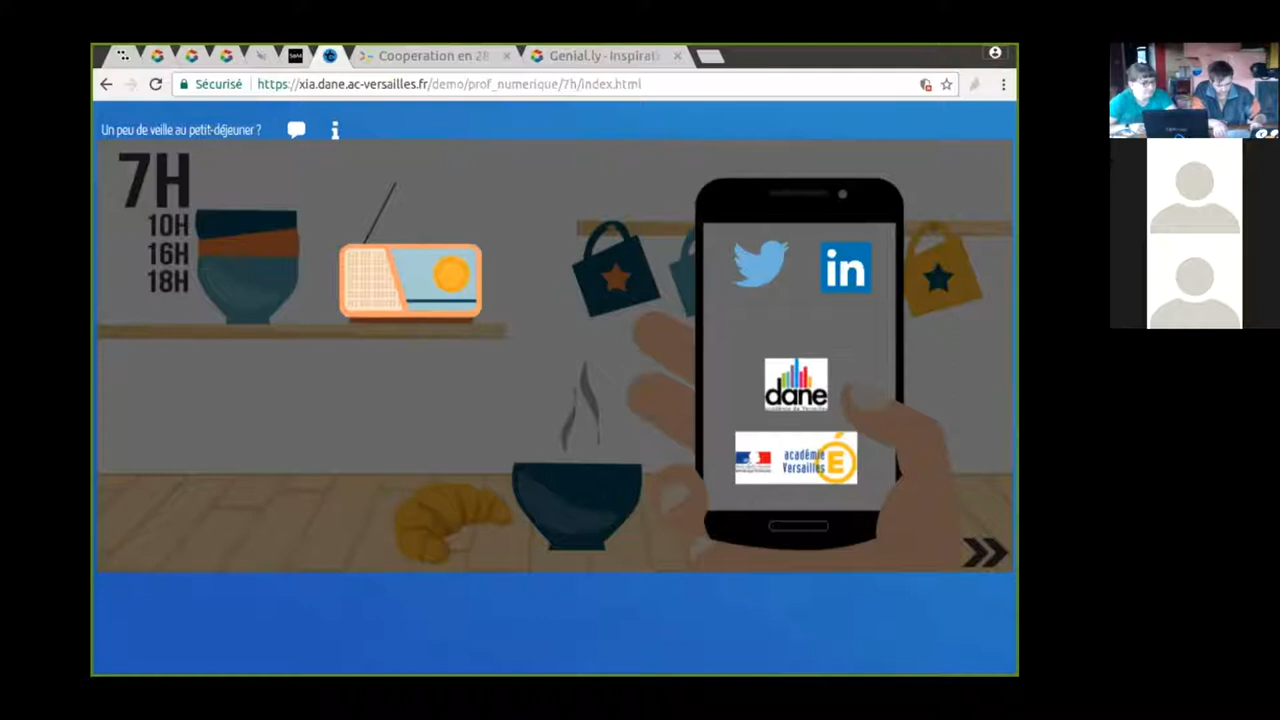 Cooperation en 28
Genial.ly - Inspirati
Sécurisé https://xia.dane.ac-versailles.fr/demo/prof_numerique/7h/index.html
Un peu de veille au petit-déjeuner ?
7H
10H
16H
18H
in
dane
académie
Versailles
É